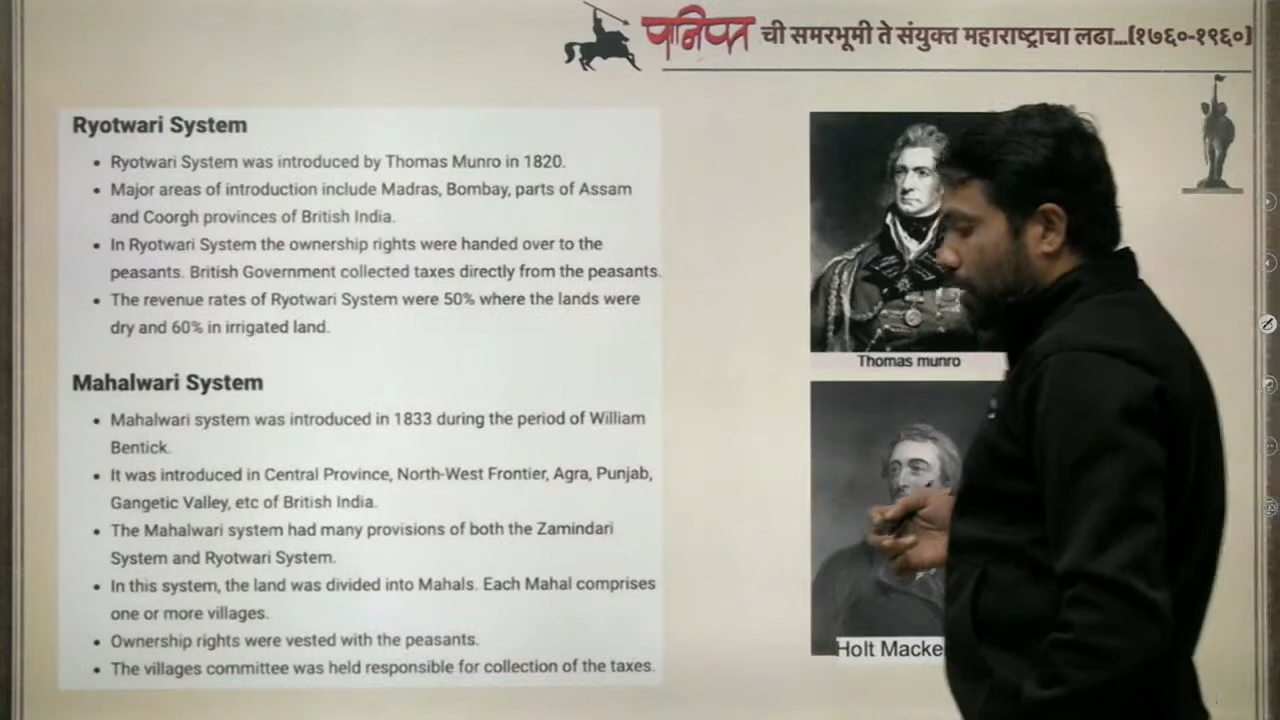 पानिपत ची समरभूमी ते संयुक्त महाराष्ट्राचा लढा...(१७६०-१९६०)
Ryotwari System
• Ryotwari System was introduced by Thomas Munro in 1820.
• Major areas of introduction include Madras, Bombay, parts of Assam
and Coorgh provinces of British India.
• In Ryotwari System the ownership rights were handed over to the
peasants. British Government collected taxes directly from the peasants.
• The revenue rates of Ryotwari System were 50% where the lands were
dry and 60% in irrigated land.
Mahalwari System
• Mahalwari system was introduced in 1833 during the period of William
Bentick.
• It was introduced in Central Province, North-West Frontier, Agra, Punjab,
Gangetic Valley, etc of British India.
• The Mahalwari system had many provisions of both the Zamindari
System and Ryotwari System.
• In this system, the land was divided into Mahals. Each Mahal comprises
one or more villages.
• Ownership rights were vested with the peasants.
• The villages committee was held responsible for collection of the taxes.
Thomas munro
Holt Macke